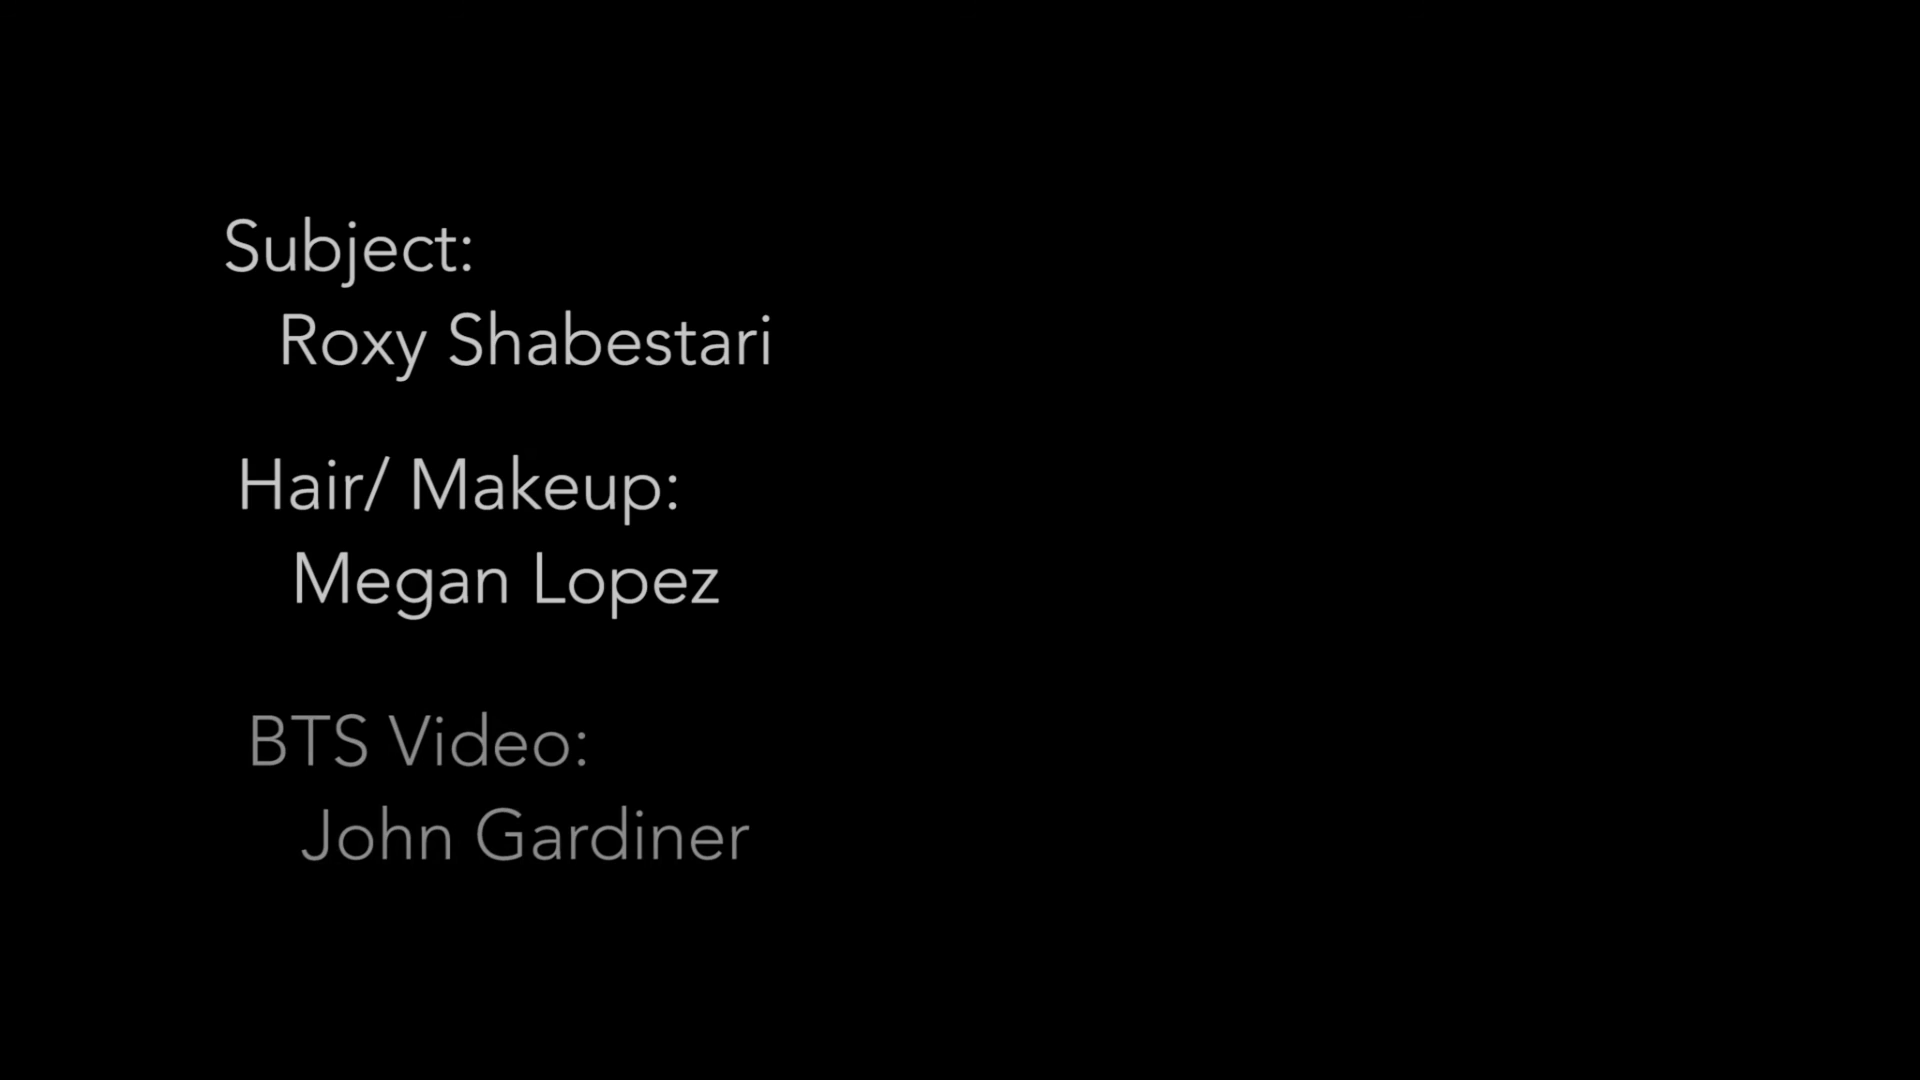 Subject:
Roxy Shabestari
Hair/ Makeup:
Megan Lopez
BTS Video:
John Gardiner